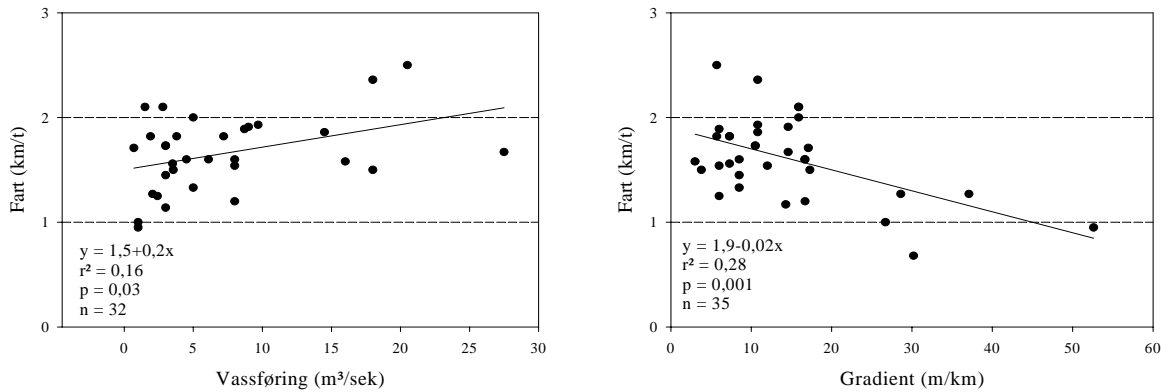 3
2
1
0
Fart (km/t)
y = 1,5+0,2x
r² = 0,16
p = 0,03
n = 32
0 5 10 15 20 25 30
Vassføring (m³/sek)
3
2
1
0
Fart (km/t)
y = 1,9-0,02x
r² = 0,28
p = 0,001
n = 35
0 10 20 30 40 50 60
Gradient (m/km)